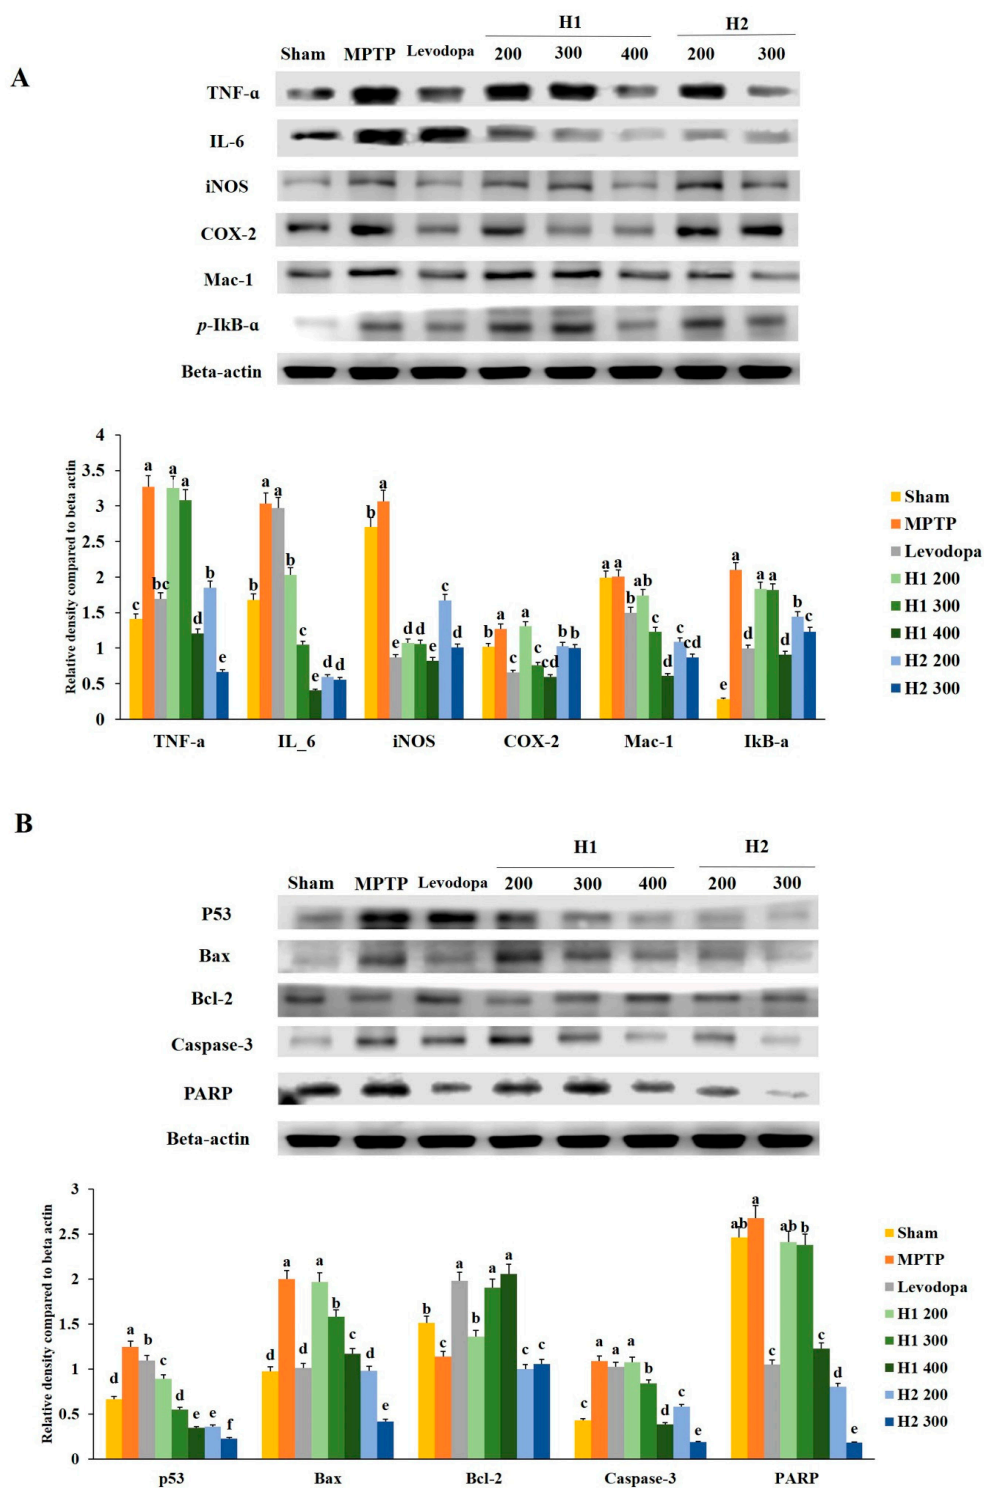 H1 H2
Sham MPTP Levodopa 200 300 400 200 300
A
TNF-α
IL-6
iNOS
COX-2
Mac-1
p-IkB-α
Beta-actin
Relative density compared to beta actin
4
3.5
3
2.5
2
1.5
1
0.5
0
c a bc a a d b e
b a a b c e d d
b a e d d e c d
b a c a c cd b b
a a b ab c d c cd
e a d a a d b c
TNF-a IL_6 iNOS COX-2 Mac-1 IkB-a
Sham
MPTP
Levodopa
H1 200
H1 300
H1 400
H2 200
H2 300
B
H1 H2
Sham MPTP Levodopa 200 300 400 200 300
P53
Bax
Bcl-2
Caspase-3
PARP
Beta-actin
Relative density compared to beta actin
3
2.5
2
1.5
1
0.5
0
d a b c d e e f
d a d a b c d e
b c a b a a c c
c a a a b d c e
ab a c ab b c d e
p53 Bax Bcl-2 Caspase-3 PARP
Sham
MPTP
Levodopa
H1 200
H1 300
H1 400
H2 200
H2 300